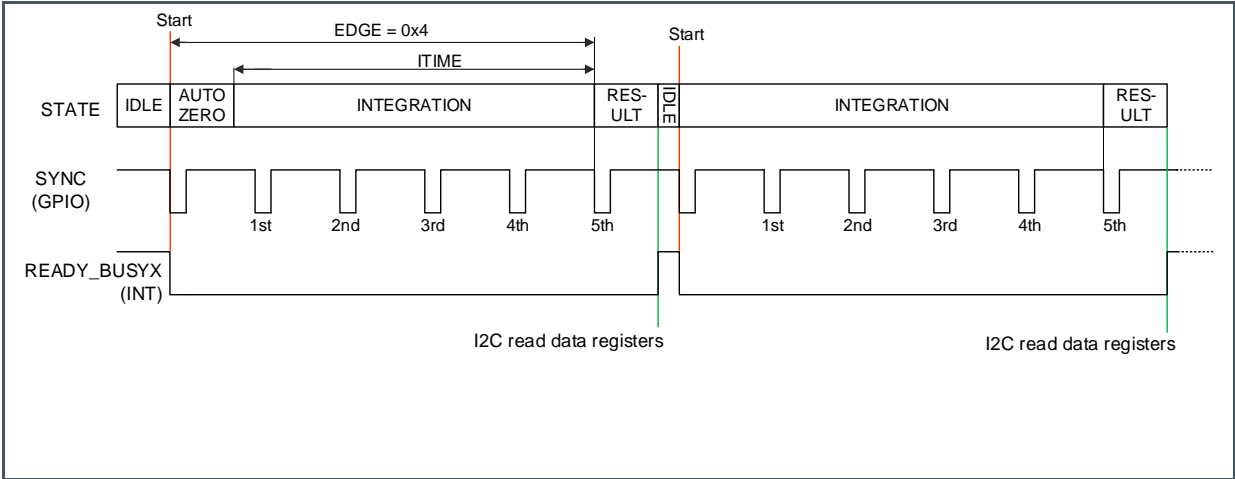 Start
EDGE = 0x4
Start
ITIME
STATE
IDLE
AUTO
ZERO
INTEGRATION
RES-
ULT
IDLE
INTEGRATION
RES-
ULT
SYNC
(GPIO)
1st 2nd 3rd 4th 5th 1st 2nd 3rd 4th 5th
READY_BUSYX
(INT)
I2C read data registers
I2C read data registers